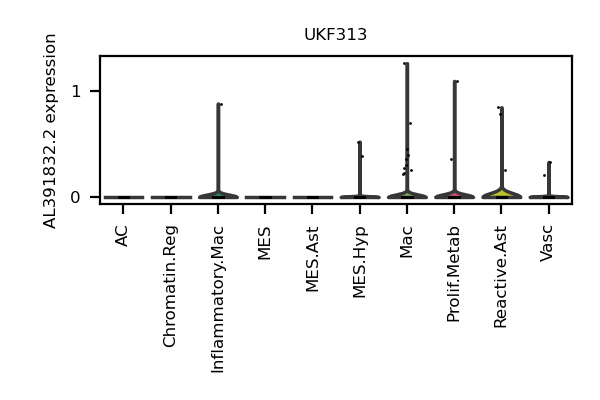 UKF313
AL391832.2 expression
1
0
AC
Chromatin.Reg
Inflammatory.Mac
MES
MES.Ast
MES.Hyp
Mac
Prolif.Metab
Reactive.Ast
Vasc